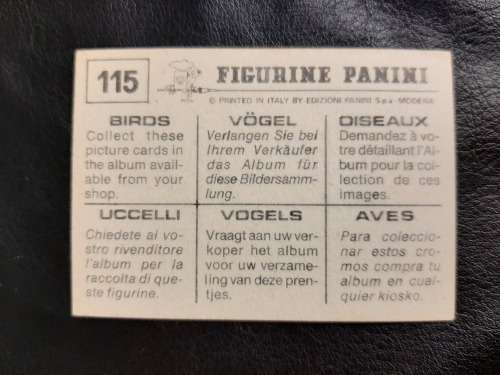 115
FIGURINE PANINI
© PRINTED IN ITALY BY EDIZIONI PANINI S.p.A. - MODENA
BIRDS
Collect these
picture cards in
the album avail-
able from your
shop.
VÖGEL
Verlangen Sie bei
Ihrem Verkäufer
das Album für
diese Bildersamm-
lung.
OISEAUX
Demandez à vo-
tre détaillant l'Al-
bum pour la col-
lection de ces
images.
UCCELLI
Chiedete al vo-
stro rivenditore
l'album per la
raccolta di que-
ste figurine.
VOGELS
Vraagt aan uw ver-
koper het album
voor uw verzame-
ling van deze pren-
tjes.
AVES
Para coleccio-
nar estos cro-
mos compra tu
album en cual-
quier kiosko.